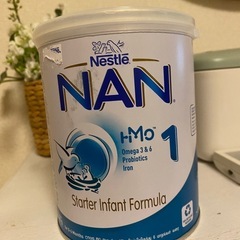 Nestlé
NAN
HMO 1
Omega 3 & 6
Probiotics
Iron
Starter Infant Formula